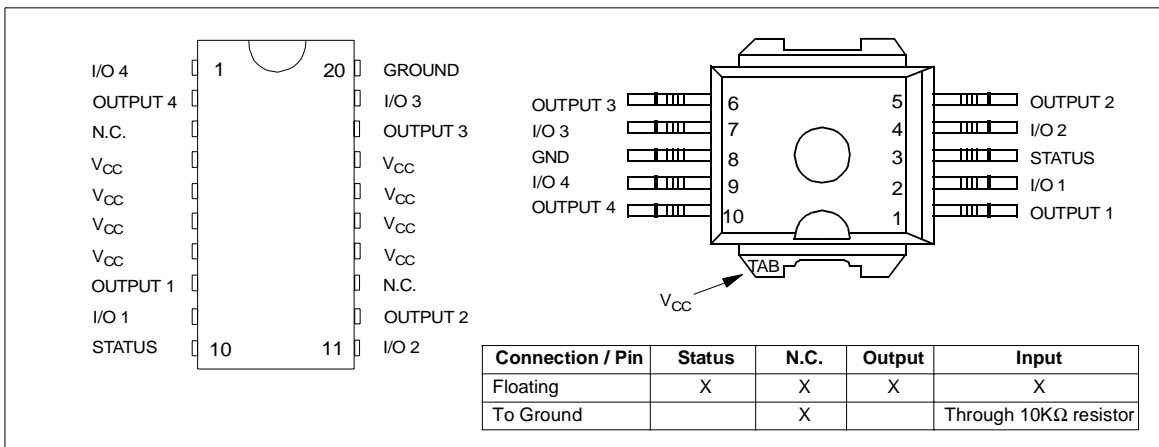 I/O 4 1 20 GROUND
OUTPUT 4 I/O 3
N.C. OUTPUT 3
VCC VCC
VCC VCC
VCC VCC
VCC VCC
OUTPUT 1 N.C.
I/O 1 OUTPUT 2
STATUS 10 11 I/O 2
OUTPUT 3 6 5 OUTPUT 2
I/O 3 7 4 I/O 2
GND 8 3 STATUS
I/O 4 9 2 I/O 1
OUTPUT 4 10 1 OUTPUT 1
TAB
VCC
Connection / Pin Status N.C. Output Input
Floating X X X X
To Ground X Through 10KΩ resistor